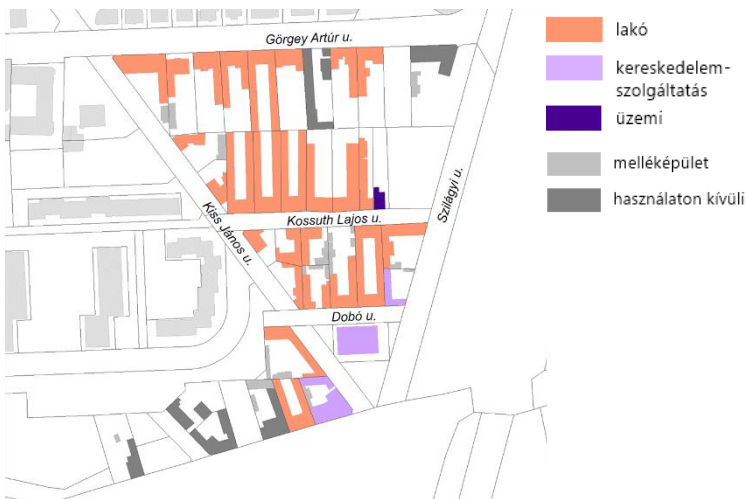 Görgey Artúr u.
Kiss János u.
Kossuth Lajos u.
Szilágyi u.
Dobó u.
lakó
kereskedelem-
szolgáltatás
üzemi
melléképület
használaton kívüli